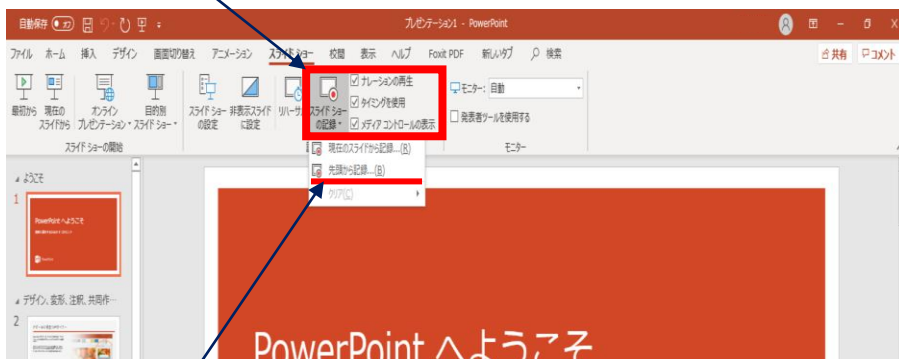 自動保存 オフ プレゼンテーション1 - PowerPoint
ファイル ホーム 挿入 デザイン 画面切り替え アニメーション スライド ショー 校閲 表示 ヘルプ Foxit PDF 新しいタブ 検索 共有 コメント
最初から 現在のスライドから オンライン プレゼンテーション 目的別 スライド ショー スライド ショーの設定 非表示スライドに設定 スライド ショーの記録
ナレーションの再生
タイミングを使用
メディア コントロールの表示
モニター: 自動
発表者ツールを使用する
スライド ショーの開始 モニター
現在のスライドから記録...(R)
先頭から記録...(B)
クリア(C)
ようこそ
1
PowerPoint へようこそ
PowerPoint
デザイン、変形、注釈、共同作…
2
PowerPoint へようこそ